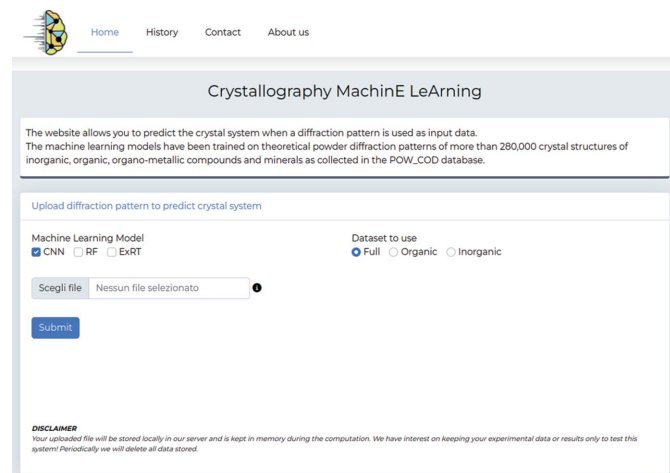 Home History Contact About us
Crystallography MachinE LeArning
The website allows you to predict the crystal system when a diffraction pattern is used as input data.
The machine learning models have been trained on theoretical powder diffraction patterns of more than 280,000 crystal structures of
inorganic, organic, organo-metallic compounds and minerals as collected in the POW_COD database.
Upload diffraction pattern to predict crystal system
Machine Learning Model Dataset to use
CNN RF ExRT Full Organic Inorganic
Scegli file Nessun file selezionato
Submit
DISCLAIMER
Your uploaded file will be stored locally in our server and is kept in memory during the computation. We have interest on keeping your experimental data or results only to test this
system! Periodically we will delete all data stored.